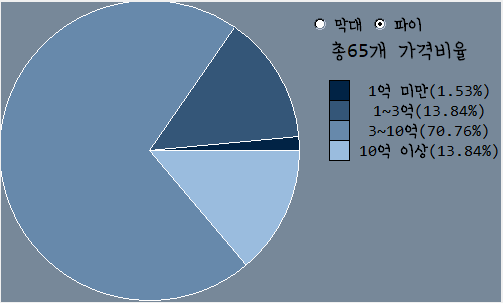 막대 파이
총65개 가격비율
1억 미만(1.53%)
1~3억(13.84%)
3~10억(70.76%)
10억 이상(13.84%)